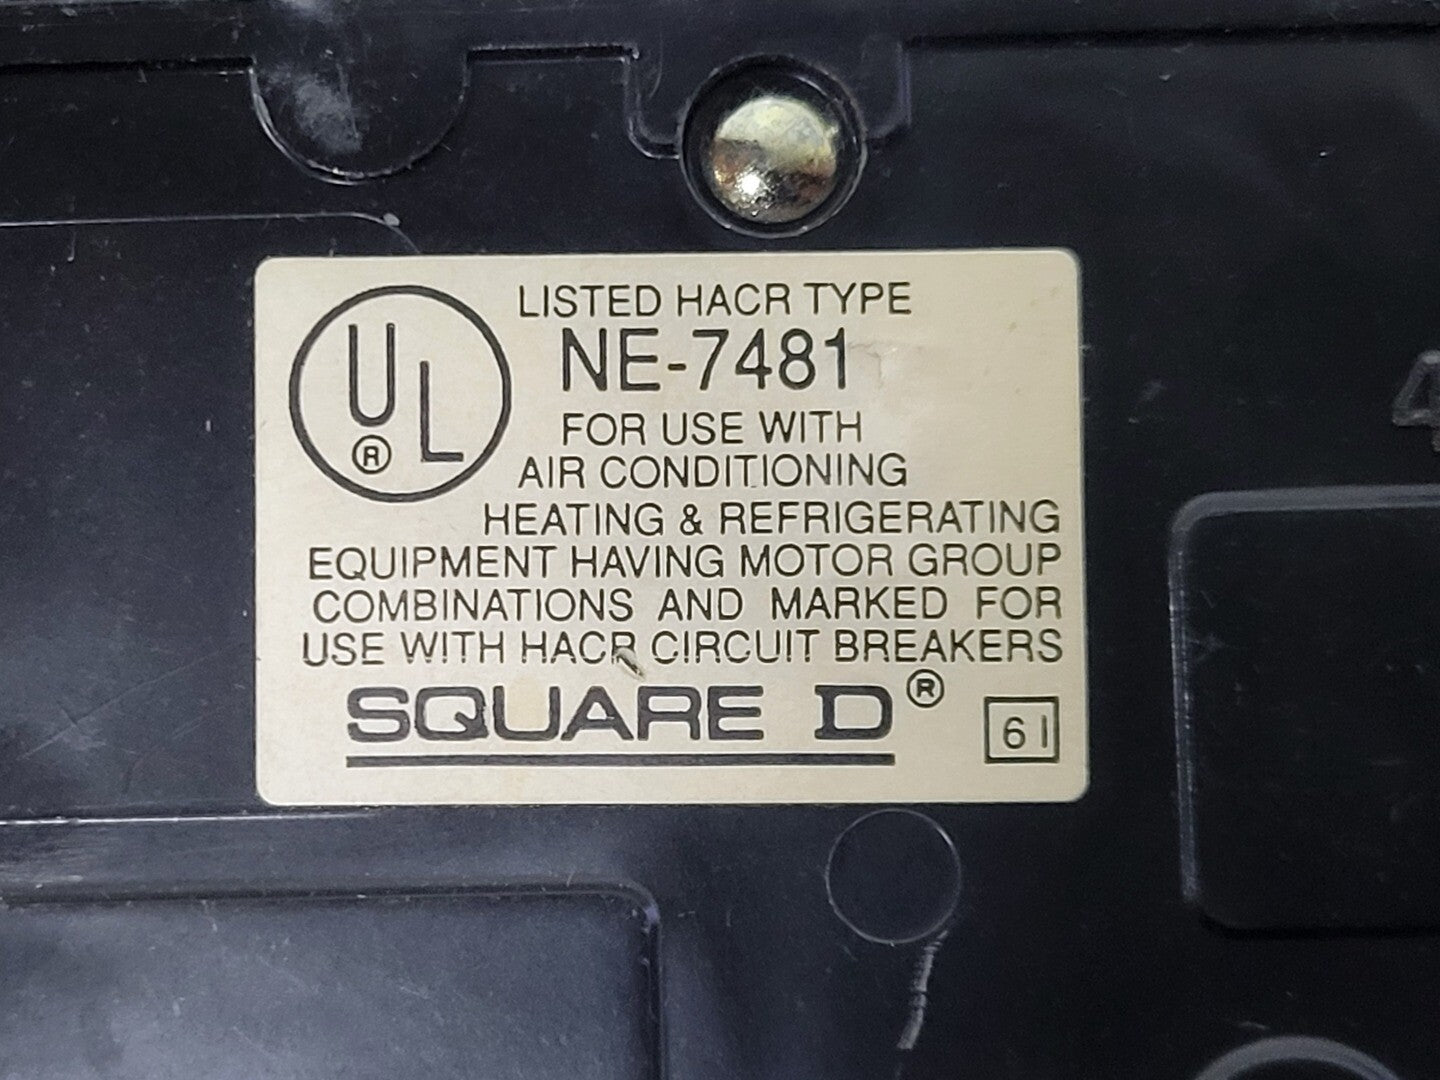 UL®
LISTED HACR TYPE
NE-7481
FOR USE WITH
AIR CONDITIONING
HEATING & REFRIGERATING
EQUIPMENT HAVING MOTOR GROUP
COMBINATIONS AND MARKED FOR
USE WITH HACR CIRCUIT BREAKERS
SQUARE D®
61
4